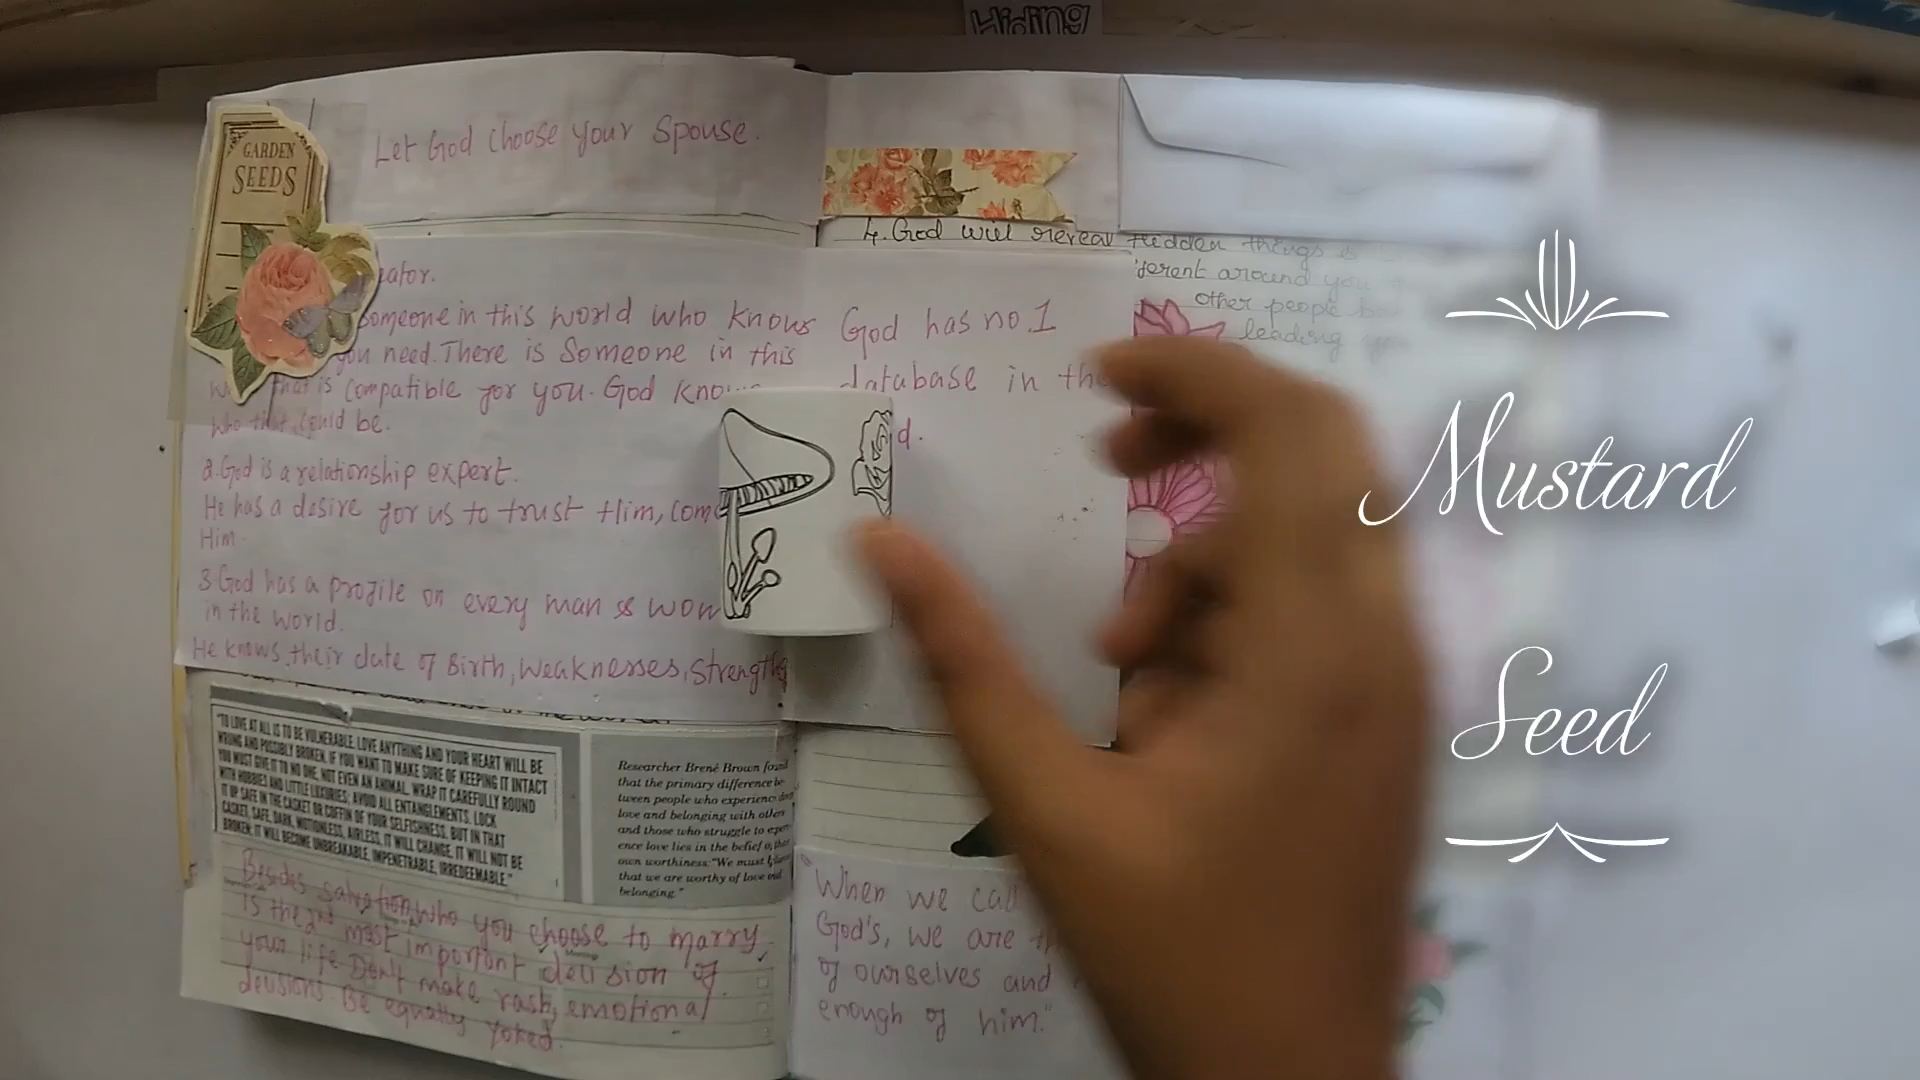 Hiding
GARDEN
SEEDS
Let God choose your Spouse.
eator.
someone in this world who knows
you need. There is Someone in this
that is compatible for you. God know
who that could be.
2. God is a relationship expert.
He has a desire for us to trust Him, com
Him.
3. God has a profile on every man & wom
in the world.
He knows their date of Birth, Weaknesses, Strengths
"TO LOVE AT ALL IS TO BE VULNERABLE. LOVE ANYTHING AND YOUR HEART WILL BE
WRUNG AND POSSIBLY BROKEN. IF YOU WANT TO MAKE SURE OF KEEPING IT INTACT
YOU MUST GIVE IT TO NO ONE, NOT EVEN AN ANIMAL. WRAP IT CAREFULLY ROUND
WITH HOBBIES AND LITTLE LUXURIES; AVOID ALL ENTANGLEMENTS. LOCK
IT UP SAFE IN THE CASKET OR COFFIN OF YOUR SELFISHNESS. BUT IN THAT
CASKET, SAFE, DARK, MOTIONLESS, AIRLESS, IT WILL CHANGE. IT WILL NOT BE
BROKEN; IT WILL BECOME UNBREAKABLE, IMPENETRABLE, IRREDEEMABLE."
Researcher Brené Brown found
that the primary difference be-
tween people who experience
love and belonging with others
and those who struggle to experi-
ence love lies in the belief of their
own worthiness: "We must
that we are worthy of love and
belonging."
Besides salvation, who you choose to marry
is the 2nd most important decision of
your life. Don't make rash, emotional
decisions. Be equally yoked.
4. God will reveal Hidden things
ferent around you
other people
leading
God has no.1
database in the
d.
When we call
God's, we are
of ourselves and
enough of him."
Mustard
Seed